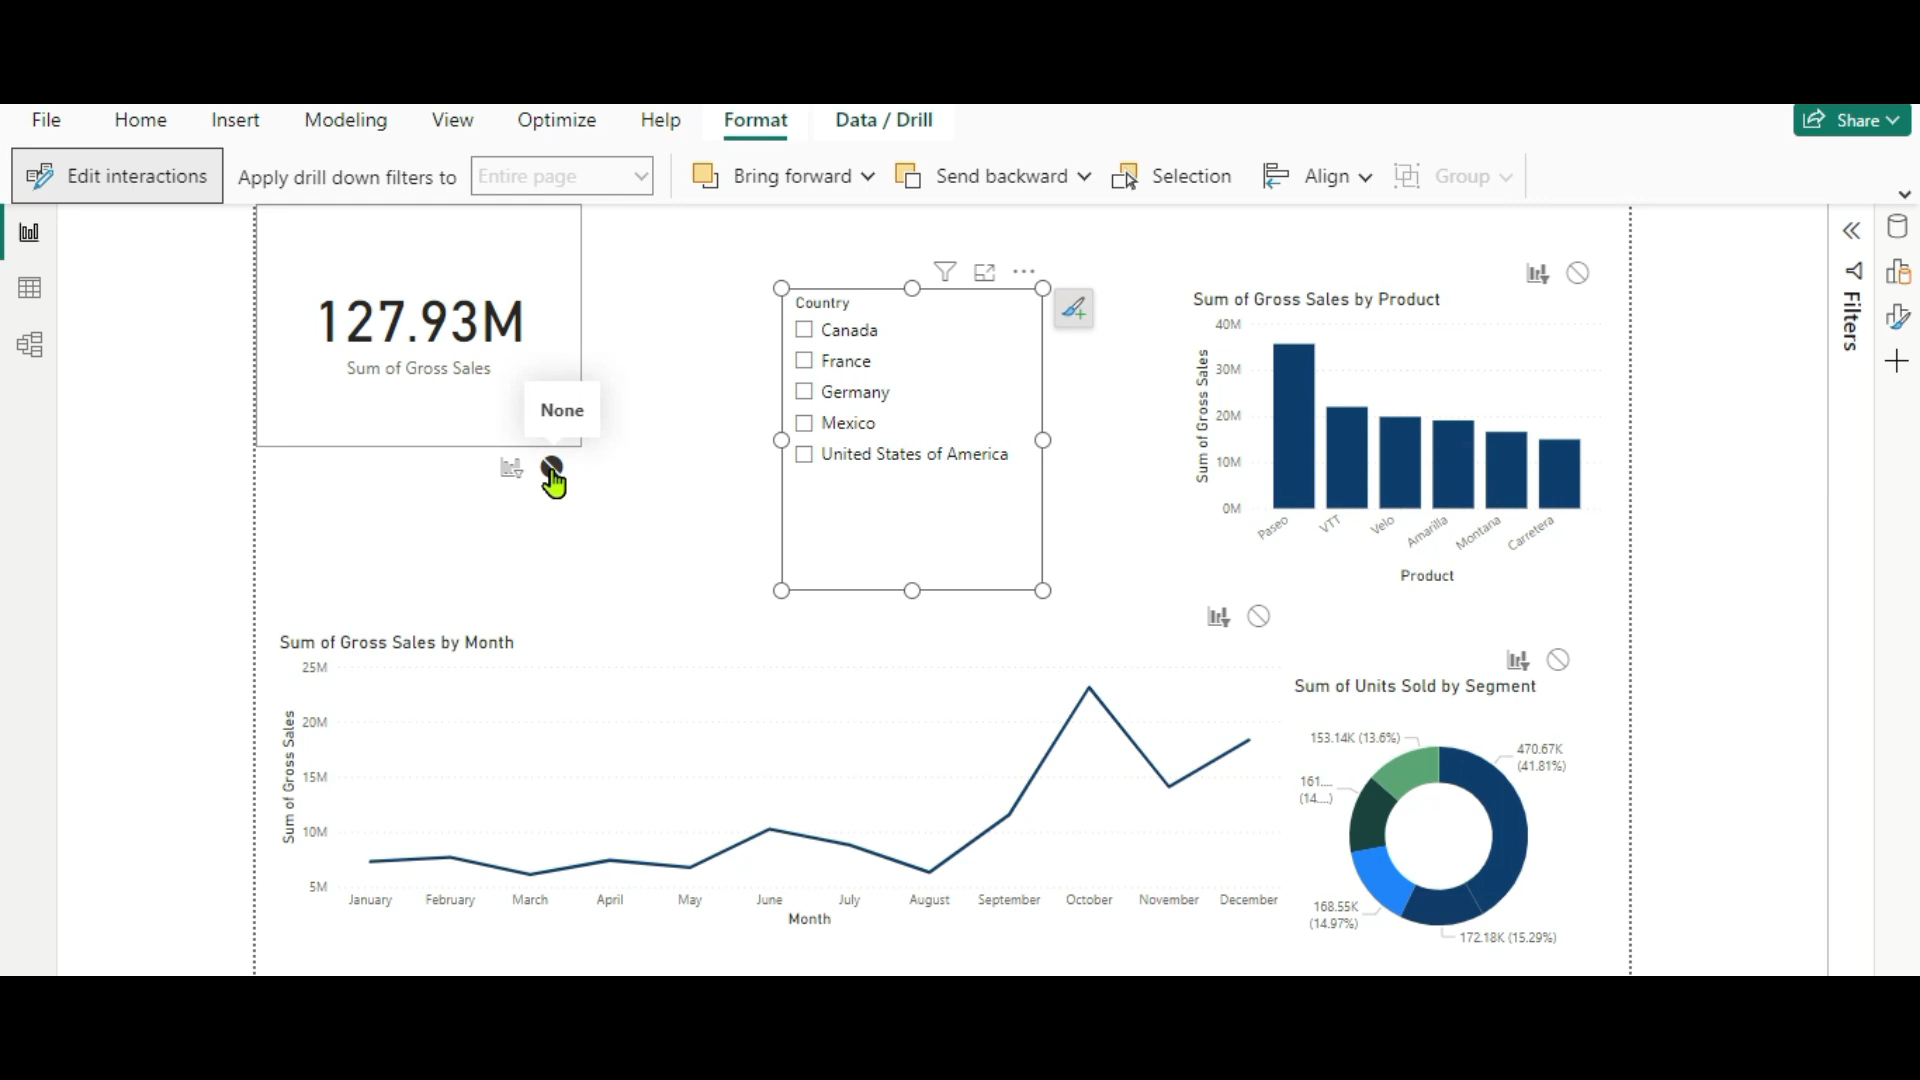 File Home Insert Modeling View Optimize Help Format Data / Drill Share
Edit interactions Apply drill down filters to Entire page Bring forward Send backward Selection Align Group
127.93M
Sum of Gross Sales
None
Country
Canada
France
Germany
Mexico
United States of America
Sum of Gross Sales by Product
Sum of Gross Sales
40M
30M
20M
10M
0M
Paseo VTT Velo Amarilla Montana Carretera
Product
Filters
Sum of Gross Sales by Month
Sum of Gross Sales
25M
20M
15M
10M
5M
January February March April May June July August September October November December
Month
Sum of Units Sold by Segment
153.14K (13.6%)
470.67K
(41.81%)
161....
(14....)
168.55K
(14.97%)
172.18K (15.29%)